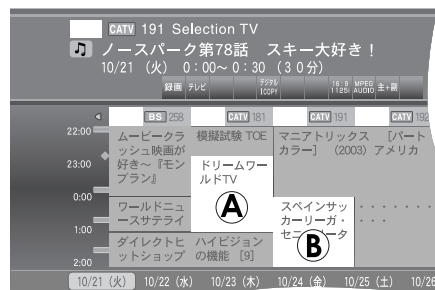 CATV 191 Selection TV
ノースパーク第78話 スキー大好き！
10/21 (火) 0:00～0:30 (30分)
録画 テレビ デジタル 1COPY 16:9 1125i MPEG AUDIO 主+副
BS 258 CATV 181 CATV 191 CATV 192
22:00
23:00
0:00
1:00
2:00
ムービークラ
ッシュ映画が
好き～『モン
プラン』
ワールドニュ
ースサテライ
ダイレクトヒ
ットショップ
模擬試験 TOE
ドリームワー
ルドTV
A
ハイビジョン
の機能 [9]
マニアトリックス [パート
カラー] (2003) アメリカ
スペインサッ
カーリーガ・
セニ ータ
B
10/21 (火) 10/22 (水) 10/23 (木) 10/24 (金) 10/25 (土) 10/26